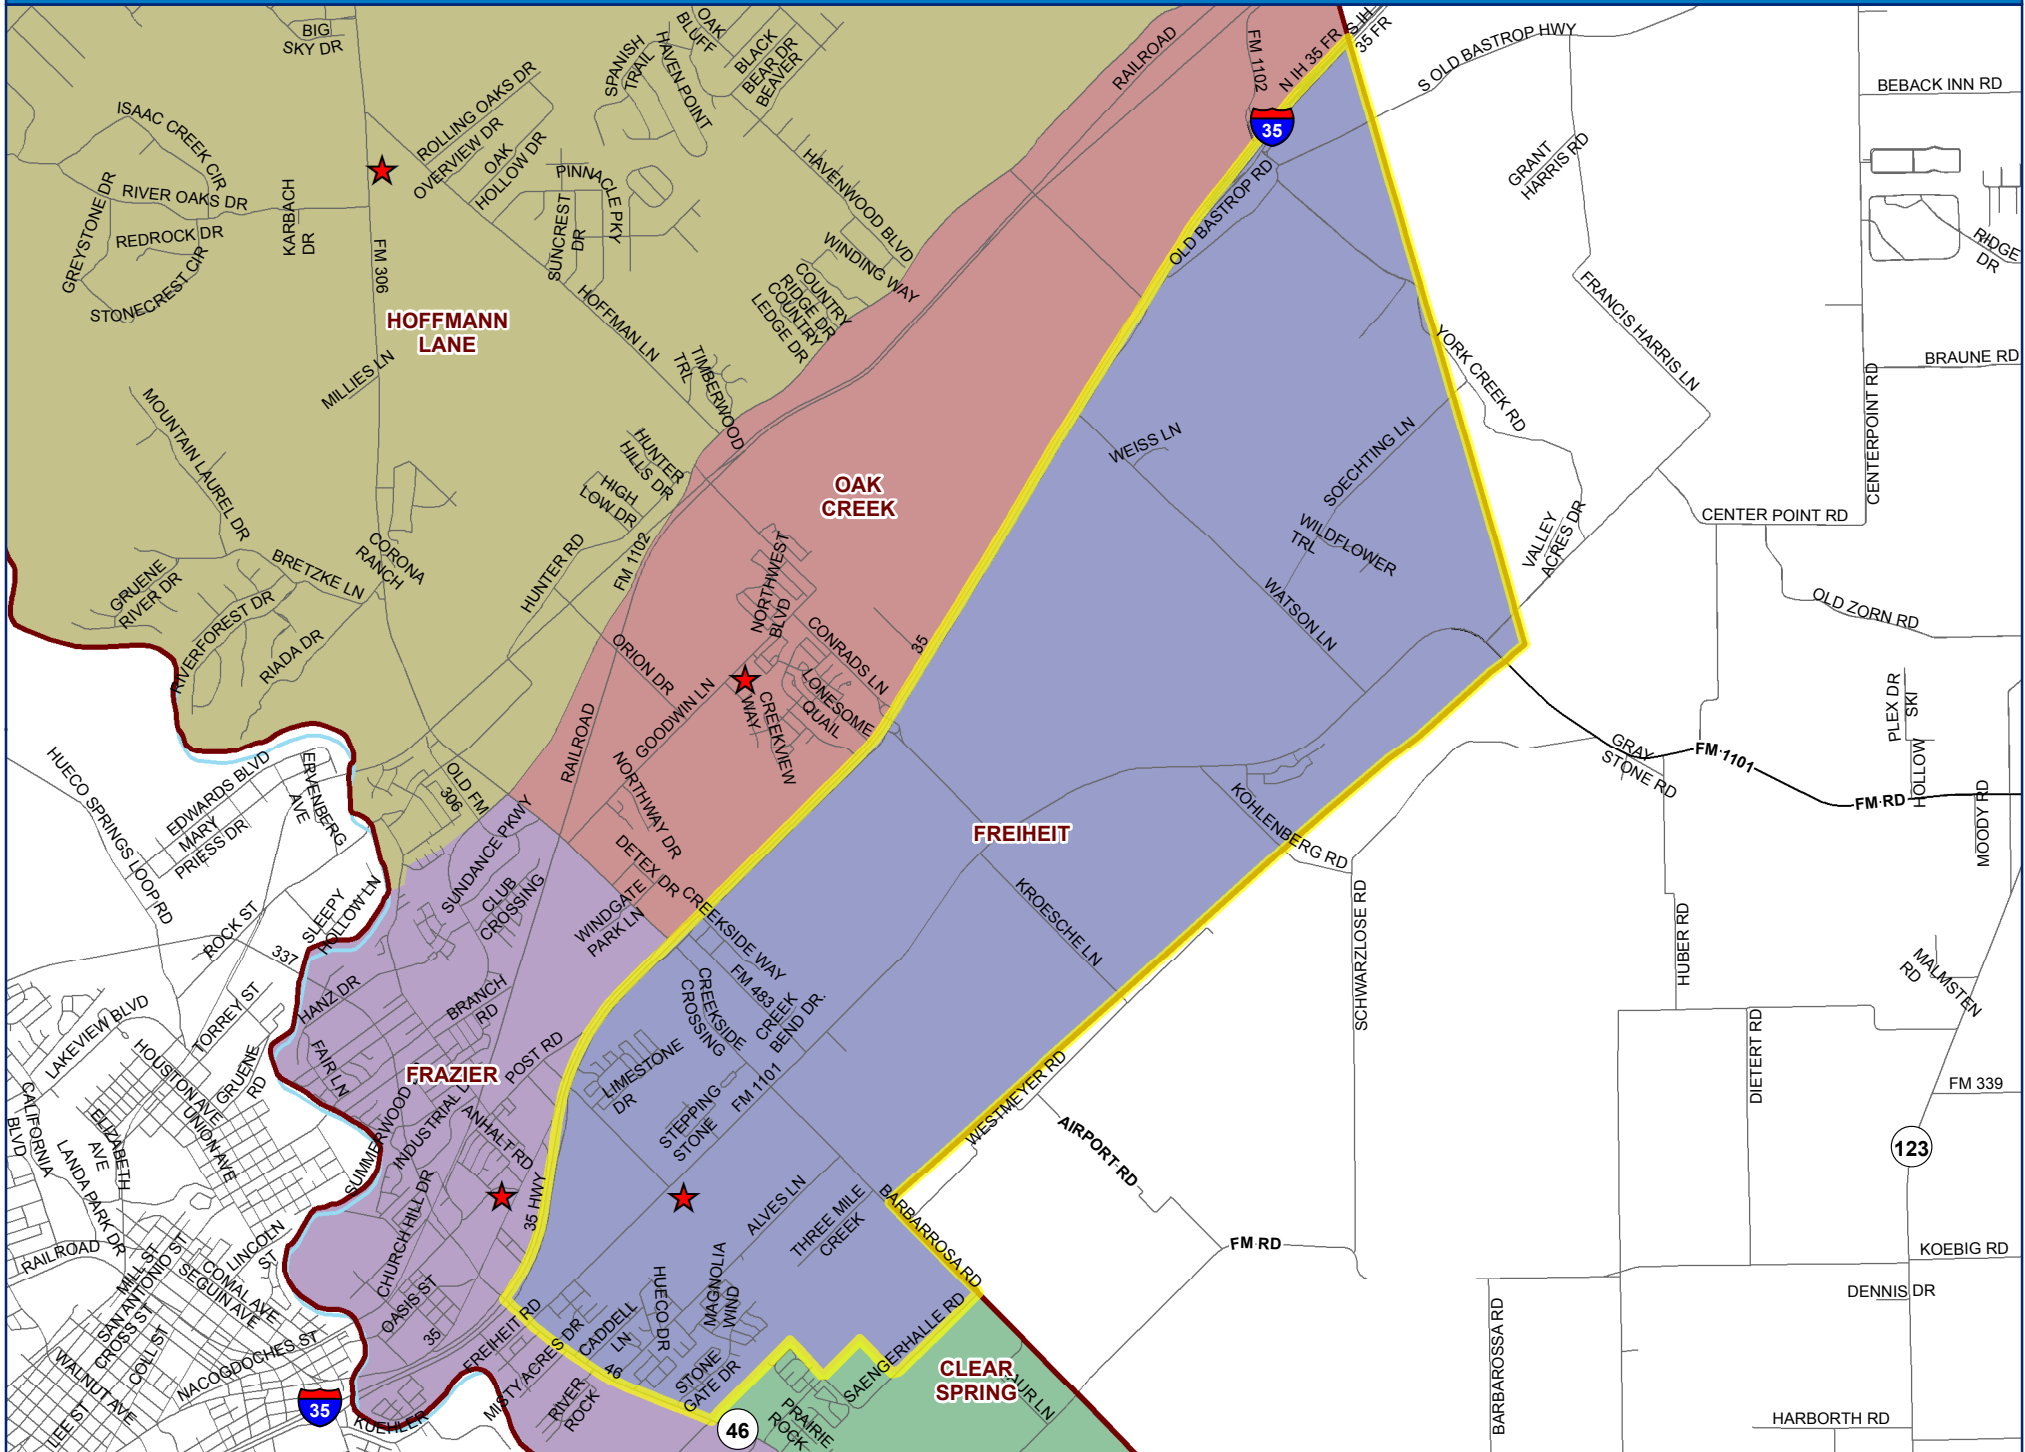 BIG
SKY DR
OAK
BLUFF
SPANISH
TRAIL
HAVEN POINT
BLACK
BEAR DR
BEAVER
RAILROAD
FM 1102
N IH 35 FR
S IH
35 FR
S OLD BASTROP HWY
BEBACK INN RD
ISAAC CREEK CIR
ROLLING OAKS DR
OVERVIEW DR
OAK
HOLLOW DR
PINNACLE PKY
HAVENWOOD BLVD
35
GRANT
HARRIS RD
GREYSTONE DR
RIVER OAKS DR
REDROCK DR
STONECREST CIR
KARBACH
DR
FM 306
SUNCREST
DR
WINDING WAY
OLD BASTROP RD
RIDGE
DR
HOFFMANN
LANE
HOFFMAN LN
COUNTRY
RIDGE DR
COUNTRY
LEDGE DR
FRANCIS HARRIS LN
YORK CREEK RD
BRAUNE RD
MILLIES LN
TIMBERWOOD
TRL
CENTERPOINT RD
MOUNTAIN LAUREL DR
HUNTER
HILLS DR
HIGH
LOW DR
OAK
CREEK
WEISS LN
SOECHTING LN
WILDFLOWER
TRL
CENTER POINT RD
VALLEY
ACRES DR
CORONA
RANCH
BRETZKE LN
GRUENE
RIVER DR
HUNTER RD
FM 1102
NORTHWEST
BLVD
WATSON LN
OLD ZORN RD
RIVERFOREST DR
RIADA DR
ORION DR
CONRADS LN
35
GOODWIN LN
LONESOME
QUAIL
CREEKVIEW
WAY
PLEX DR
SKI
HOLLOW
RAILROAD
HUECO SPRINGS LOOP RD
EDWARDS BLVD
MARY
PRIESS DR
ERVENBERG
AVE
OLD FM
306
NORTHWAY DR
GRAY
STONE RD
FM 1101
FM RD
MOODY RD
KOHLENBERG RD
FREIHEIT
SUNDANCE PKWY
DETEX DR
CLUB
CROSSING
WINDGATE
PARK LN
CREEKSIDE WAY
KROESCHE LN
SCHWARZLOSE RD
HUBER RD
MALMSTEN
RD
ROCK ST
SLEEPY
HOLLOW LN
337
HANZ DR
BRANCH
RD
FM 483
CREEKSIDE
CROSSING
CREEK
BEND DR.
LAKEVIEW BLVD
TORREY ST
GRUENE
RD
HOUSTON AVE
UNION AVE
FAIR LN
FRAZIER
POST RD
LIMESTONE
DR
FM 1101
STEPPING
STONE
WESTMEYER RD
AIRPORT RD
DIETERT RD
FM 339
CALIFORNIA
BLVD
ELIZABETH
AVE
LANDA PARK DR
SUMMERWOOD
INDUSTRIAL
ANHALT RD
123
CHURCH HILL DR
35 HWY
ALVES LN
THREE MILE
CREEK
BARBARROSA RD
FM RD
KOEBIG RD
RAILROAD
MILL ST
SAN ANTONIO ST
CROSS ST
COLL ST
LINCOLN
ST
COMAL AVE
SEGUIN AVE
OASIS ST
35
HUECO DR
MAGNOLIA
WIND
DENNIS DR
BARBAROSSA RD
NACOGDOCHES ST
WALNUT AVE
LEE ST
FREIHEIT RD
MISTY ACRES DR
CADDELL
LN
46
STONE
GATE DR
SAENGERHALLE RD
CLEAR
SPRING
AUR LN
35
KUEHLER
RIVER
ROCK
46
PRAIRIE
ROCK
HARBORTH RD